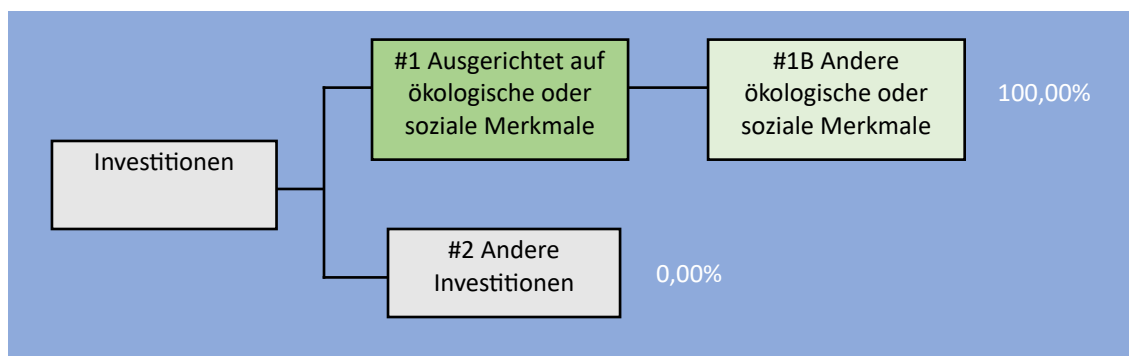 Investitionen
#1 Ausgerichtet auf
ökologische oder
soziale Merkmale
#1B Andere
ökologische oder
soziale Merkmale
100,00%
#2 Andere
Investitionen
0,00%